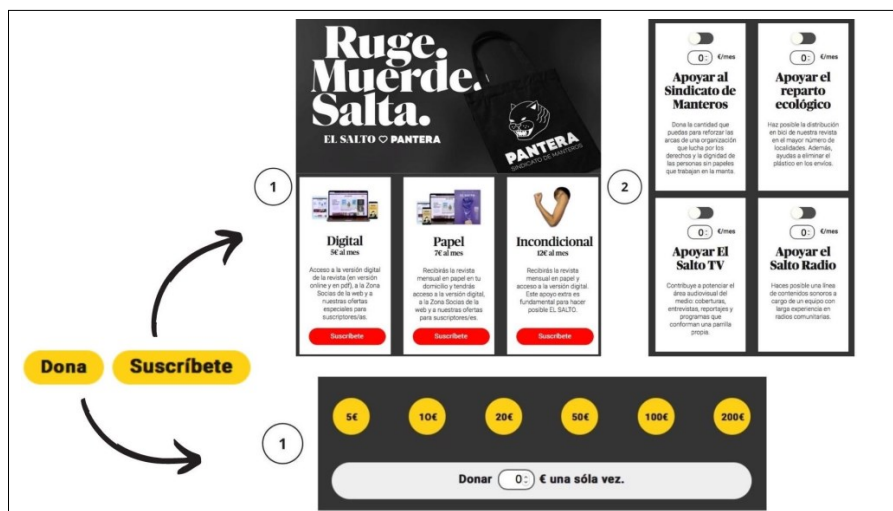 Ruge.
Muerde.
Salta.
EL SALTO ♡ PANTERA
PANTERA
SINDICATO DE MANTEROS
1
Digital
5€ al mes
Acceso a la versión digital
de la revista (en versión
online y en pdf), a la Zona
Socias de la web y a
nuestras ofertas
especiales para
suscriptores/as.
Suscríbete
Papel
7€ al mes
Recibirás la revista
mensual en papel en tu
domicilio y tendrás
acceso a la versión digital,
a la Zona Socias de la
web y a nuestras ofertas
para suscriptores/es.
Suscríbete
Incondicional
12€ al mes
Recibirás la revista
mensual en papel y
acceso a la versión digital.
Este apoyo extra es
fundamental para hacer
posible EL SALTO.
Suscríbete
2
0 €/mes
Apoyar al
Sindicato de
Manteros
Dona la cantidad que
puedas para reforzar las
arcas de una organización
que lucha por los
derechos y la dignidad de
las personas sin papeles
que trabajan en la manta.
0 €/mes
Apoyar el
reparto
ecológico
Haz posible la distribución
en bici de nuestra revista
en el mayor número de
localidades. Además,
ayudas a eliminar el
plástico en los envíos.
0 €/mes
Apoyar El
Salto TV
Contribuye a potenciar el
área audiovisual del
medio: coberturas,
entrevistas, reportajes y
programas que
conforman una parrilla
propia.
0 €/mes
Apoyar el
Salto Radio
Haces posible una línea
de contenidos sonoros a
cargo de un equipo con
larga experiencia en
radios comunitarias.
Dona Suscríbete
1
5€ 10€ 20€ 50€ 100€ 200€
Donar 0 € una sóla vez.